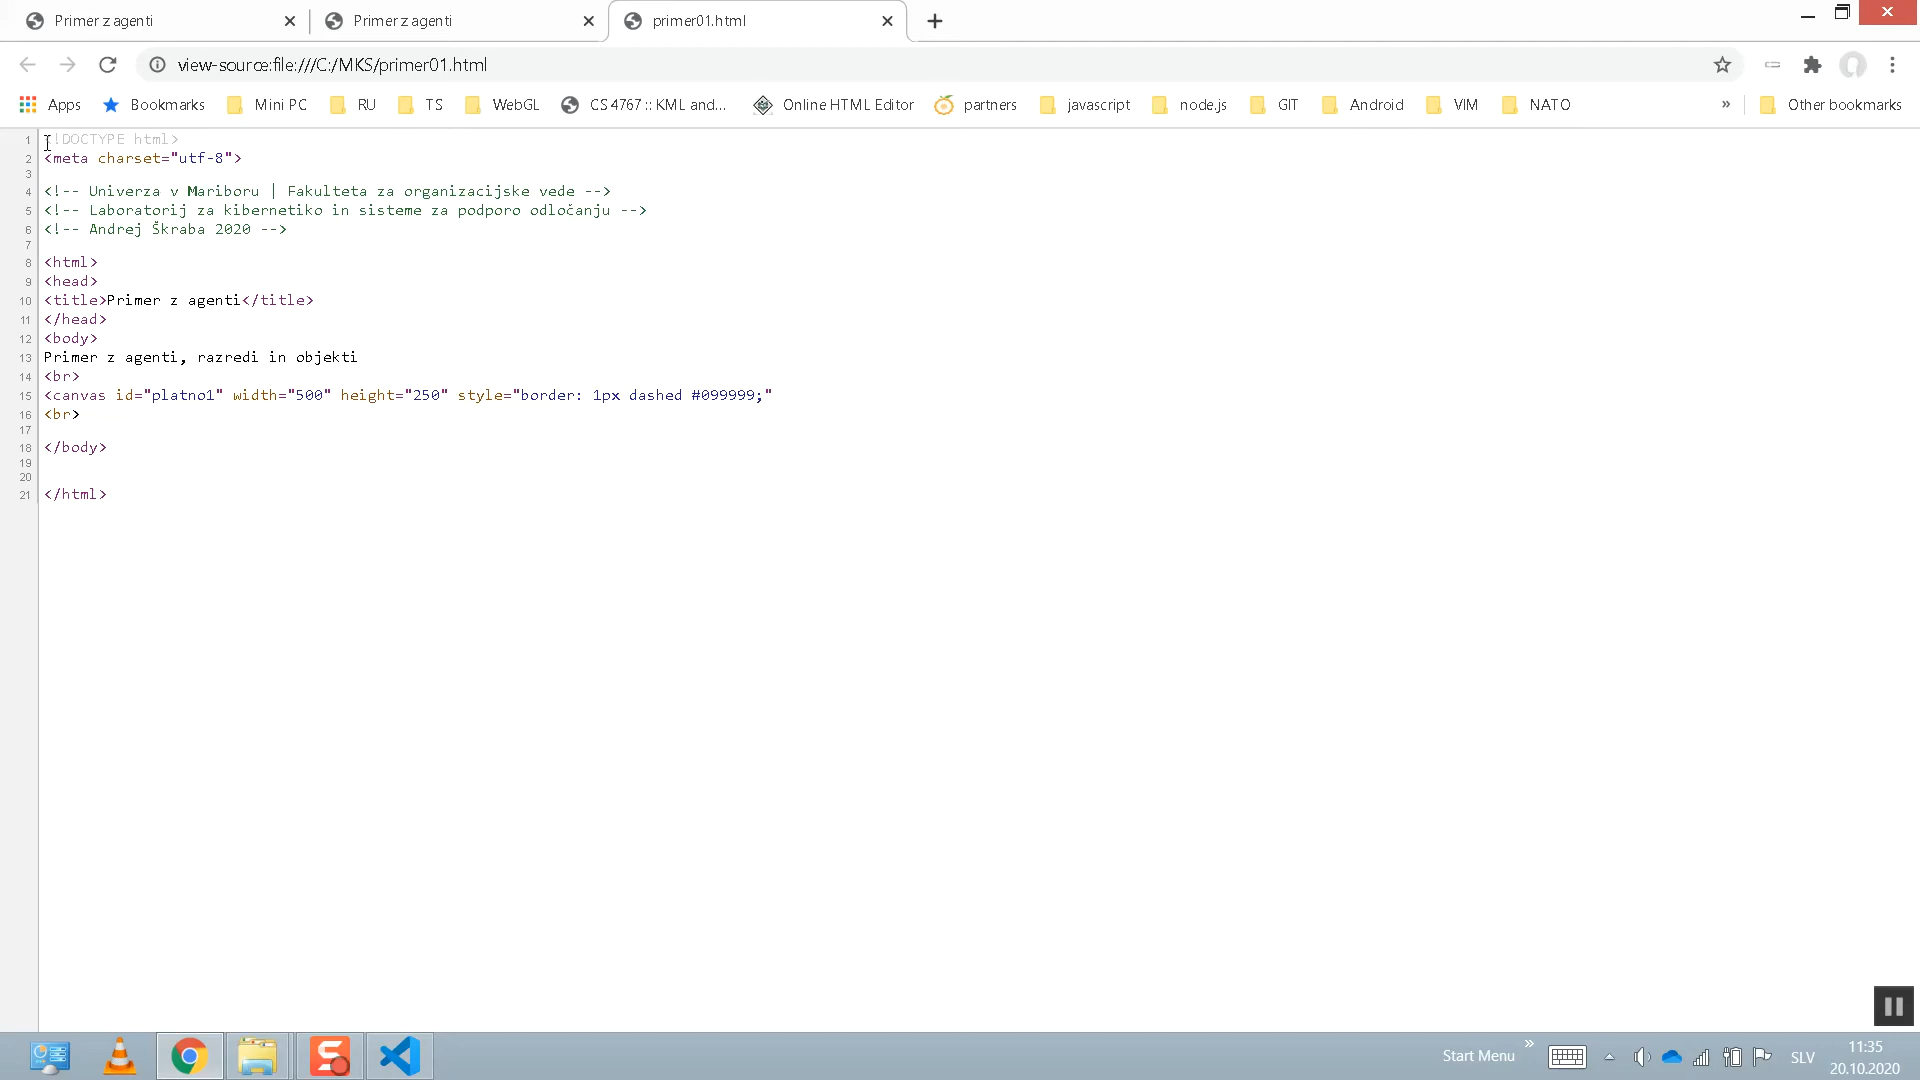 Primer z agenti
Primer z agenti
primer01.html
view-source:file:///C:/MKS/primer01.html
Apps Bookmarks Mini PC RU TS WebGL CS 4767 :: KML and... Online HTML Editor partners javascript node.js GIT Android VIM NATO » Other bookmarks
1 <!DOCTYPE html>
2 <meta charset="utf-8">
3
4 <!-- Univerza v Mariboru | Fakulteta za organizacijske vede -->
5 <!-- Laboratorij za kibernetiko in sisteme za podporo odločanju -->
6 <!-- Andrej Škraba 2020 -->
7
8 <html>
9 <head>
10 <title>Primer z agenti</title>
11 </head>
12 <body>
13 Primer z agenti, razredi in objekti
14 <br>
15 <canvas id="platno1" width="500" height="250" style="border: 1px dashed #099999;"
16 <br>
17
18 </body>
19
20
21 </html>
Start Menu » SLV 11:35
20.10.2020